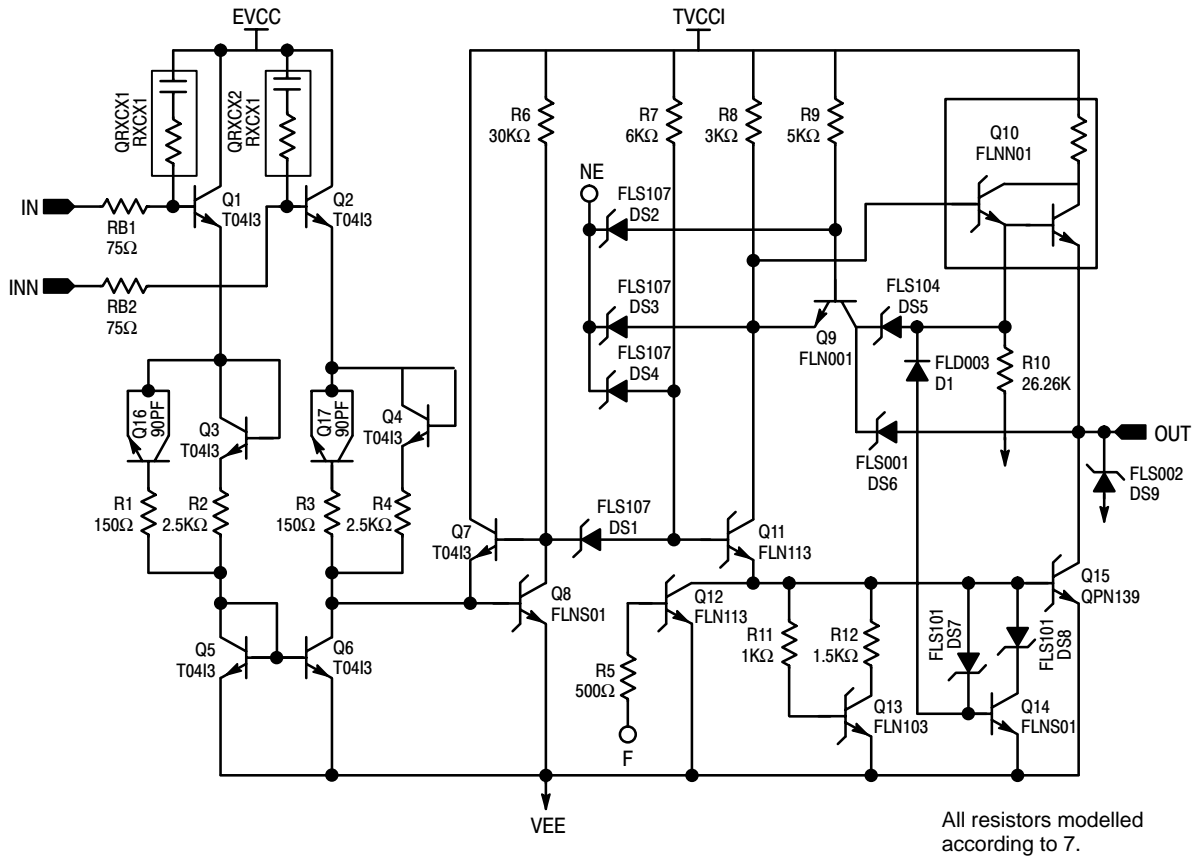 EVCC
TVCCI
QRXCX1
RXCX1
QRXCX2
RXCX1
R6
30KΩ
R7
6KΩ
R8
3KΩ
R9
5KΩ
Q10
FLNN01
NE
FLS107
DS2
IN
RB1
75Ω
Q1
T04I3
Q2
T04I3
INN
RB2
75Ω
FLS107
DS3
FLS107
DS4
Q9
FLN001
FLS104
DS5
FLD003
D1
R10
26.26K
Q16
90PF
Q3
T04I3
Q17
90PF
Q4
T04I3
FLS001
DS6
OUT
FLS002
DS9
R1
150Ω
R2
2.5KΩ
R3
150Ω
R4
2.5KΩ
Q7
T04I3
FLS107
DS1
Q11
FLN113
Q8
FLNS01
Q12
FLN113
Q15
QPN139
Q5
T04I3
Q6
T04I3
R5
500Ω
R11
1KΩ
R12
1.5KΩ
FLS101
DS7
FLS101
DS8
Q13
FLN103
Q14
FLNS01
F
VEE
All resistors modelled
according to 7.